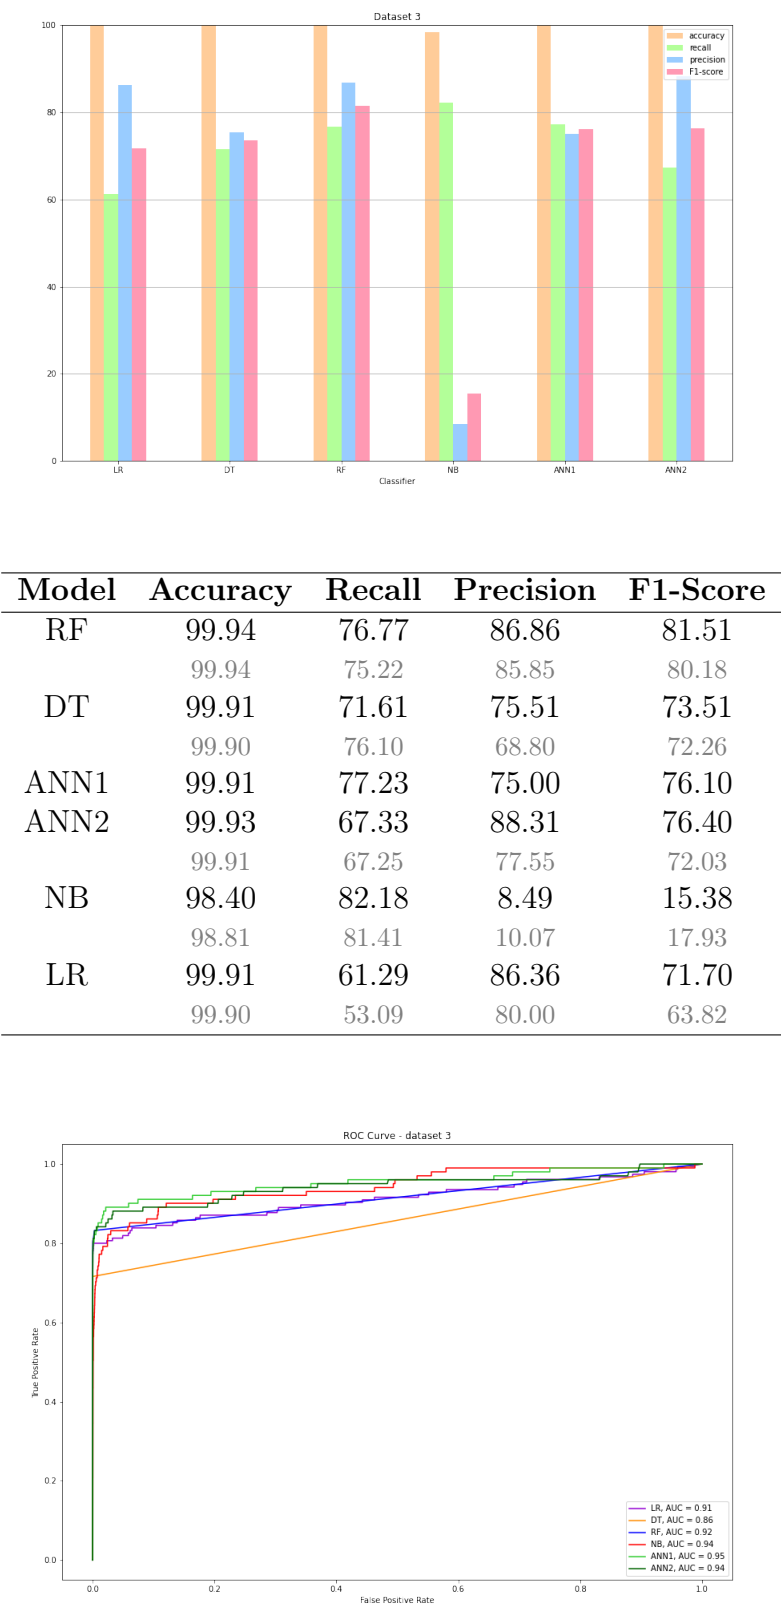 Dataset 3
100
80
60
40
20
0
accuracy
recall
precision
F1-score
LR DT RF NB ANN1 ANN2
Classifier
Model Accuracy Recall Precision F1-Score
RF 99.94 76.77 86.86 81.51
99.94 75.22 85.85 80.18
DT 99.91 71.61 75.51 73.51
99.90 76.10 68.80 72.26
ANN1 99.91 77.23 75.00 76.10
ANN2 99.93 67.33 88.31 76.40
99.91 67.25 77.55 72.03
NB 98.40 82.18 8.49 15.38
98.81 81.41 10.07 17.93
LR 99.91 61.29 86.36 71.70
99.90 53.09 80.00 63.82
ROC Curve - dataset 3
True Positive Rate
1.0
0.8
0.6
0.4
0.2
0.0
LR, AUC = 0.91
DT, AUC = 0.86
RF, AUC = 0.92
NB, AUC = 0.94
ANN1, AUC = 0.95
ANN2, AUC = 0.94
0.0 0.2 0.4 0.6 0.8 1.0
False Positive Rate